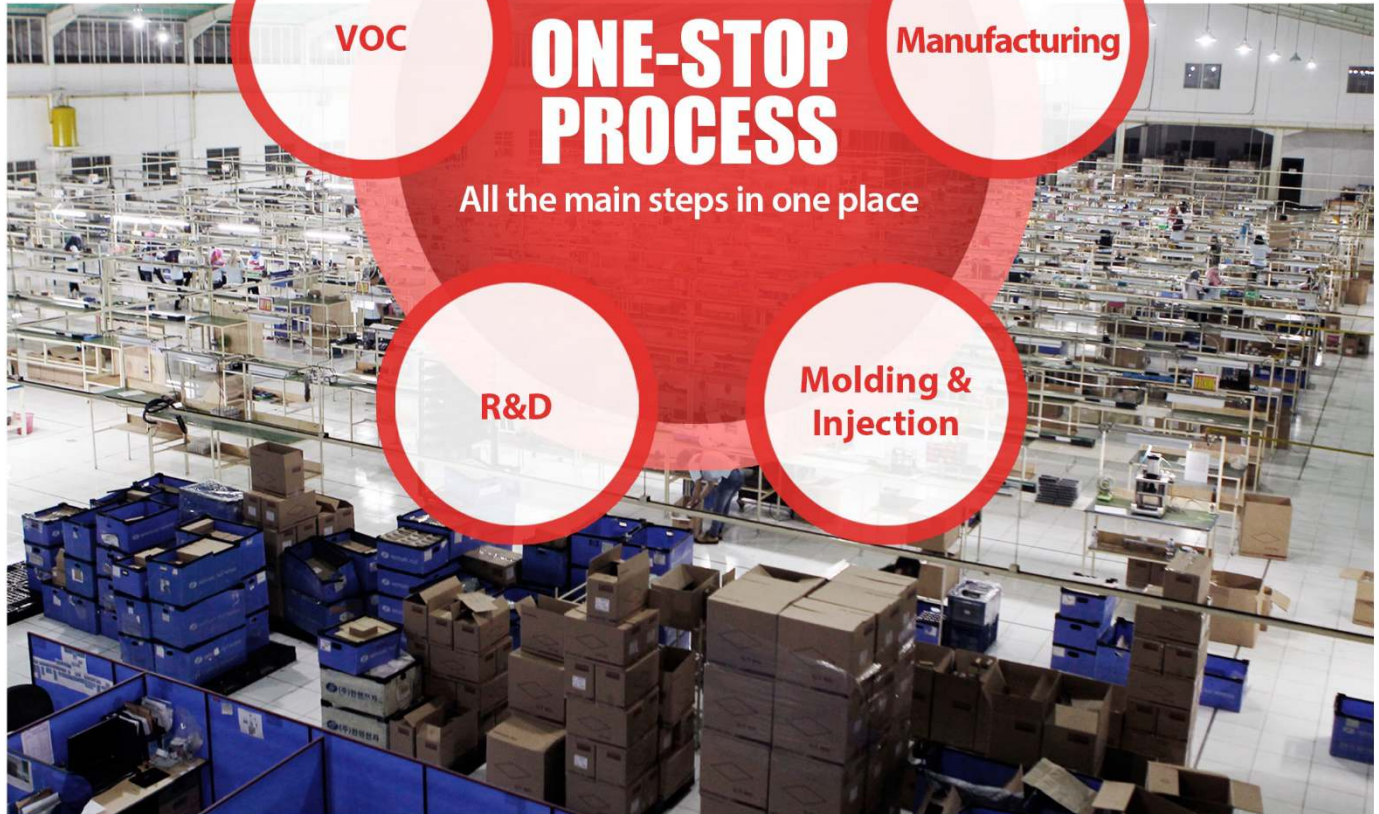 VOC
ONE-STOP
PROCESS
Manufacturing
All the main steps in one place
R&D
Molding &
Injection